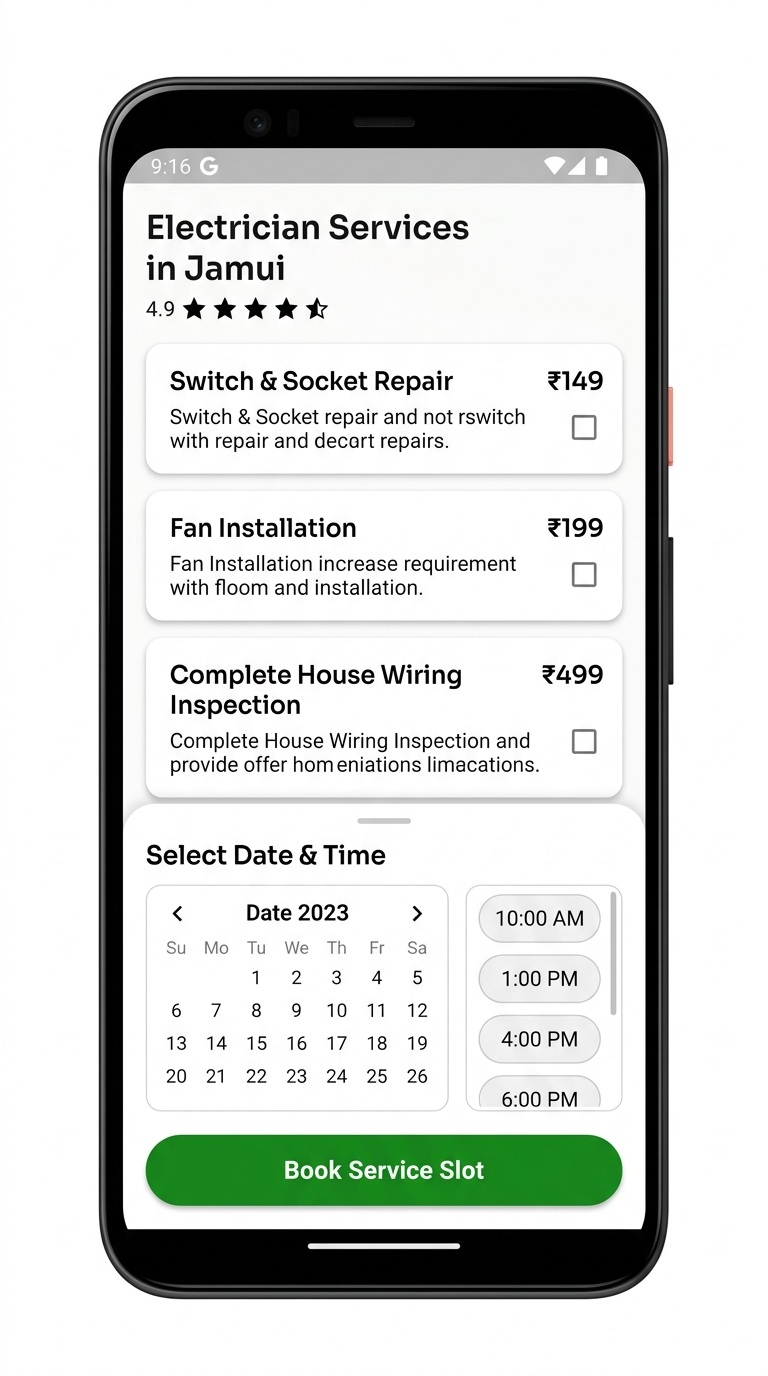 9:16 G
Electrician Services
in Jamui
4.9
Switch & Socket Repair ₹149
Switch & Socket repair and not rswitch
with repair and decart repairs.
Fan Installation ₹199
Fan Installation increase requirement
with floom and installation.
Complete House Wiring ₹499
Inspection
Complete House Wiring Inspection and
provide offer homeniations limacations.
Select Date & Time
Date 2023
Su Mo Tu We Th Fr Sa
1 2 3 4 5
6 7 8 9 10 11 12
13 14 15 16 17 18 19
20 21 22 23 24 25 26
10:00 AM
1:00 PM
4:00 PM
6:00 PM
Book Service Slot